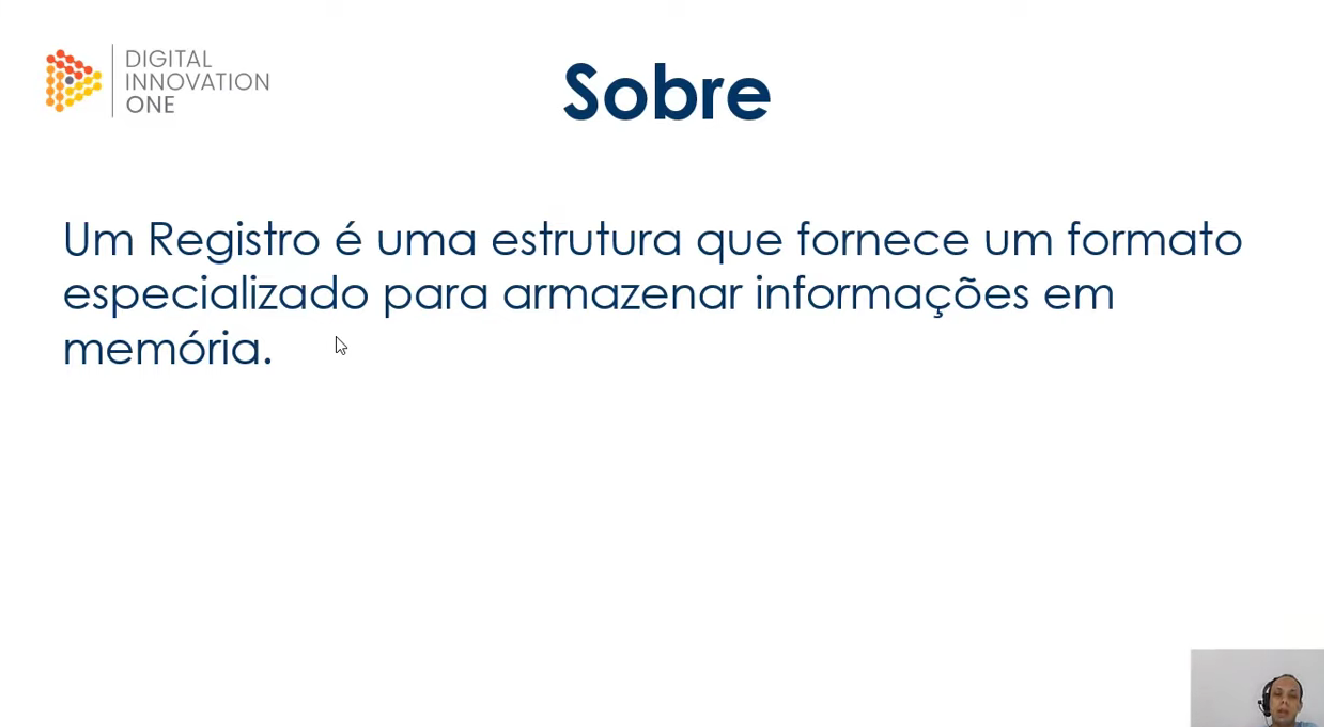 DIGITAL
INNOVATION
ONE
Sobre
Um Registro é uma estrutura que fornece um formato
especializado para armazenar informações em
memória.